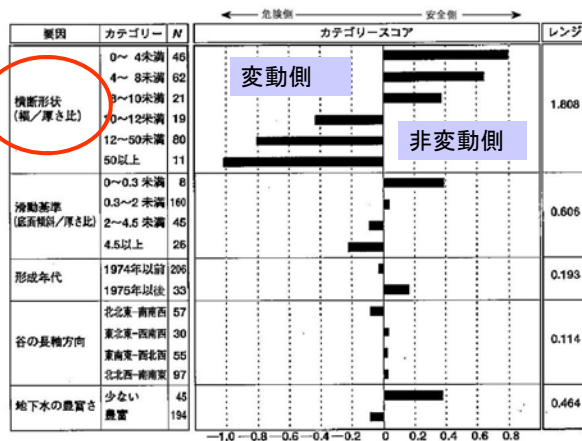 ← 危険側 安全側 →
要因 カテゴリー N カテゴリースコア レンジ
横断形状
(幅/厚さ比)
0～ 4未満 46
4～ 8未満 62
8～10未満 21
10～12未満 19
12～50未満 80
50以上 11
1.808
変動側
非変動側
滑動基準
(底面傾斜/厚さ比)
0～0.3 未満 8
0.3～2 未満 160
2～4.5 未満 45
4.5以上 26
0.606
形成年代
1974年以前 206
1975年以後 33
0.193
谷の長軸方向
北北東－南南西 57
東北東－西南西 30
東南東－西北西 55
北北西－南南東 97
0.114
地下水の豊富さ
少ない 45
豊富 194
0.464
-1.0 -0.8 -0.6 -0.4 -0.2 0 0.2 0.4 0.6 0.8